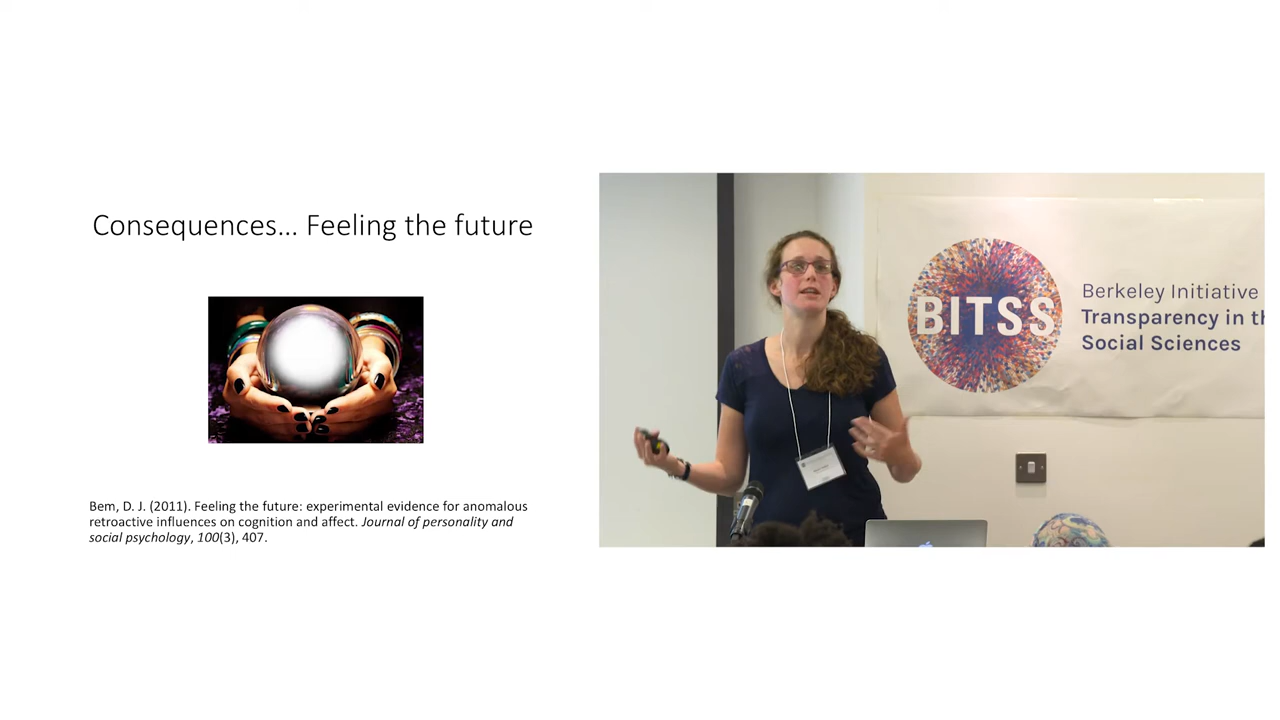 Consequences... Feeling the future
Bem, D. J. (2011). Feeling the future: experimental evidence for anomalous
retroactive influences on cognition and affect. Journal of personality and
social psychology, 100(3), 407.
BITSS
Berkeley Initiative
Transparency in th
Social Sciences